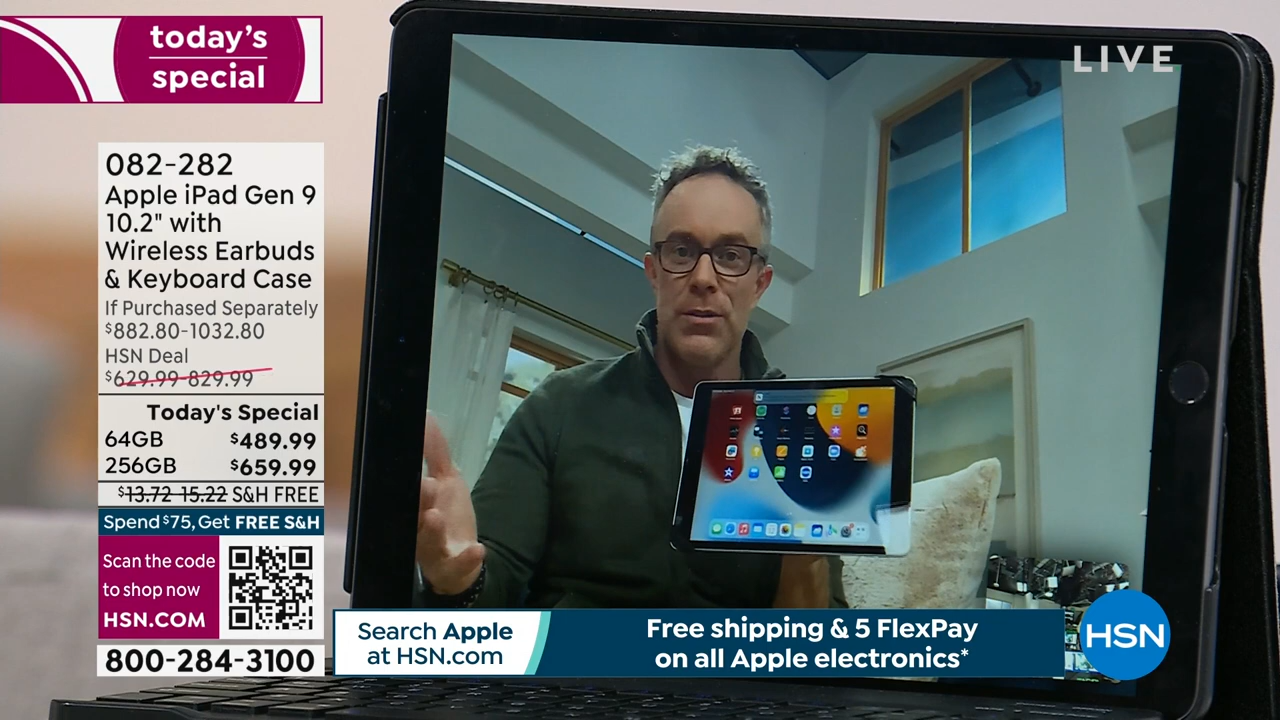 today's
special
LIVE
082-282
Apple iPad Gen 9
10.2" with
Wireless Earbuds
& Keyboard Case
If Purchased Separately
$882.80-1032.80
HSN Deal
$629.99-829.99
Today's Special
64GB $489.99
256GB $659.99
$13.72-15.22 S&H FREE
Spend $75, Get FREE S&H
Scan the code
to shop now
HSN.COM
800-284-3100
Search Apple
at HSN.com
Free shipping & 5 FlexPay
on all Apple electronics*
HSN